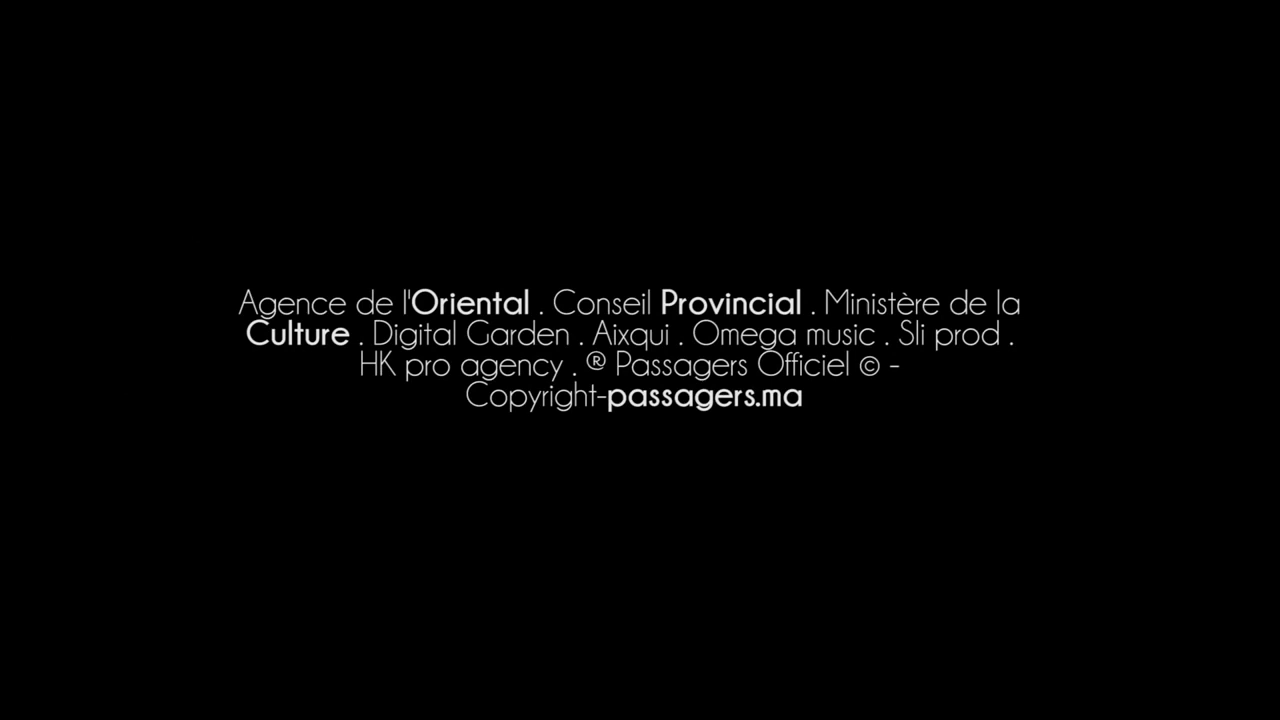 Agence de l'Oriental . Conseil Provincial . Ministère de la
Culture . Digital Garden . Aixqui . Omega music . Sli prod .
HK pro agency . ® Passagers Officiel © -
Copyright-passagers.ma